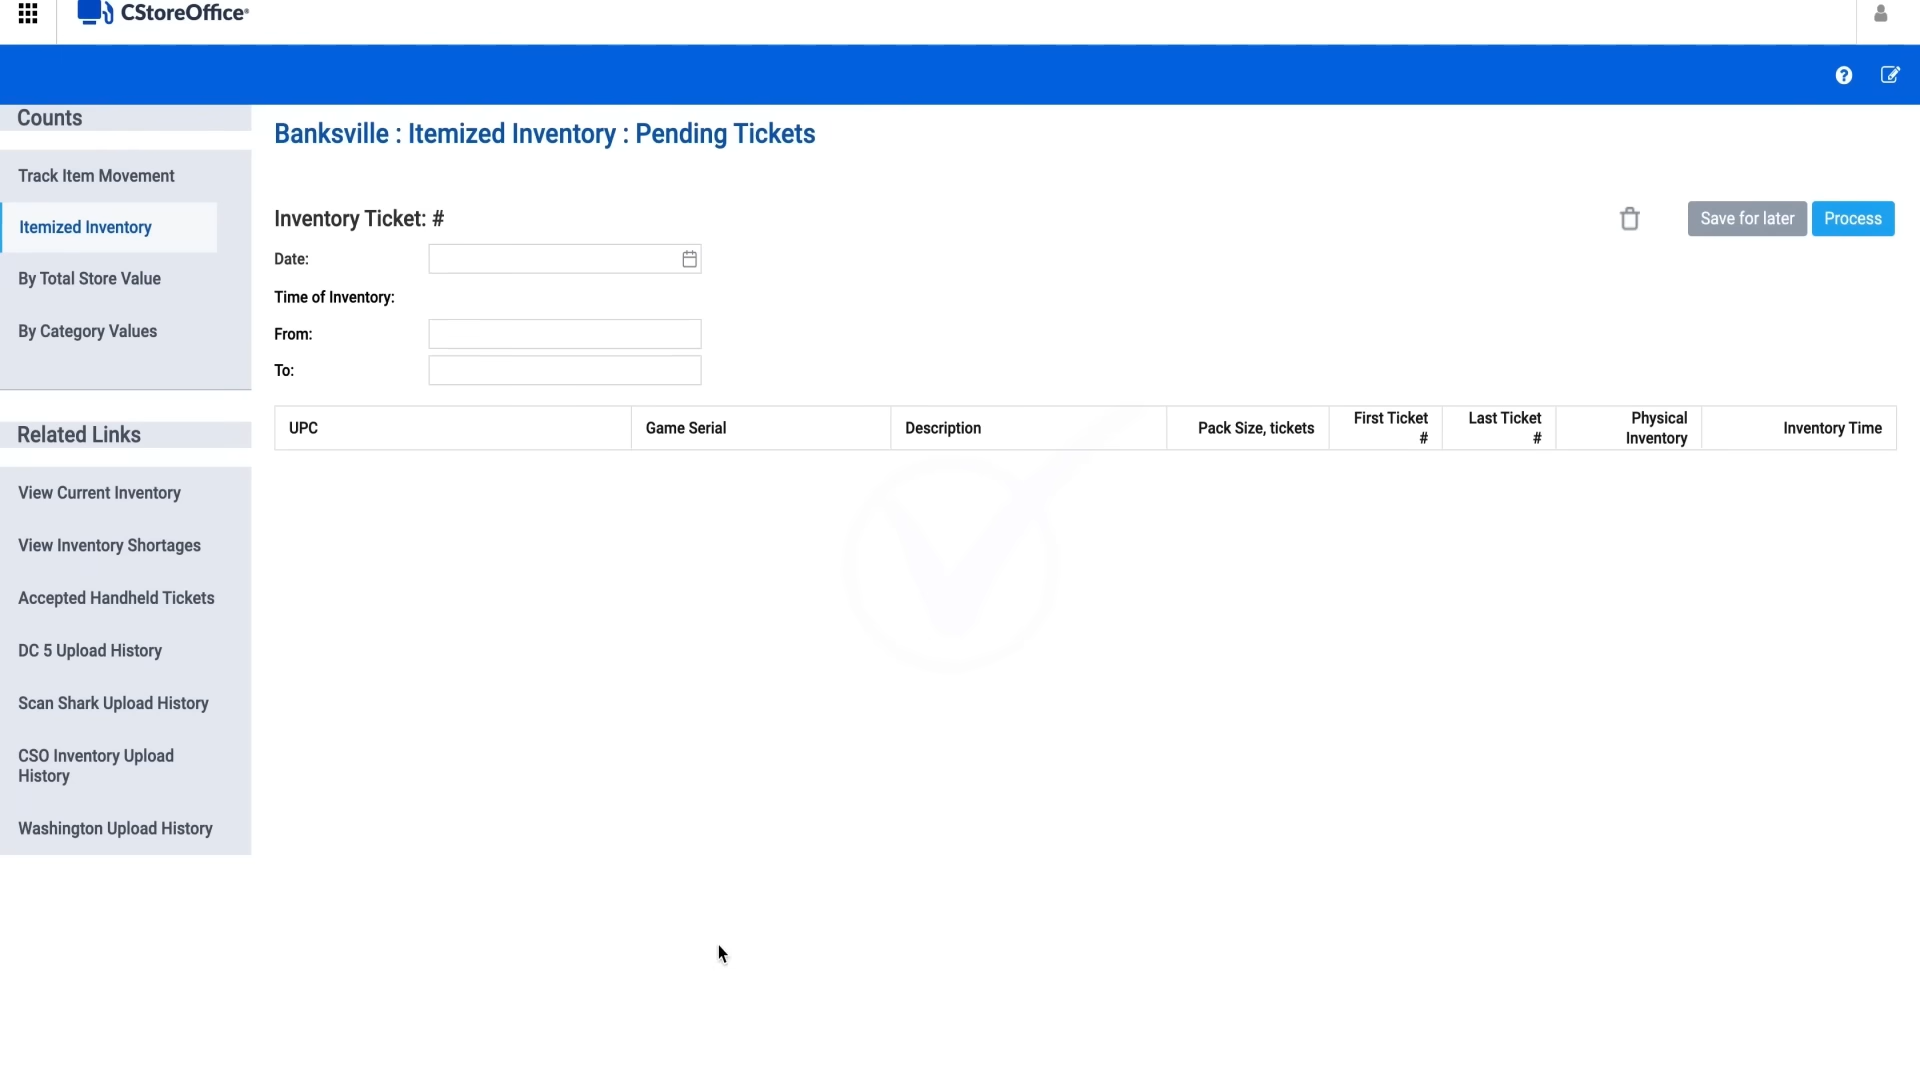 CStoreOffice®
Counts
Track Item Movement
Itemized Inventory
By Total Store Value
By Category Values
Related Links
View Current Inventory
View Inventory Shortages
Accepted Handheld Tickets
DC 5 Upload History
Scan Shark Upload History
CSO Inventory Upload
History
Washington Upload History
Banksville : Itemized Inventory : Pending Tickets
Inventory Ticket: #
Save for later
Process
Date:
Time of Inventory:
From:
To:
UPC
Game Serial
Description
Pack Size, tickets
First Ticket
#
Last Ticket
#
Physical
Inventory
Inventory Time